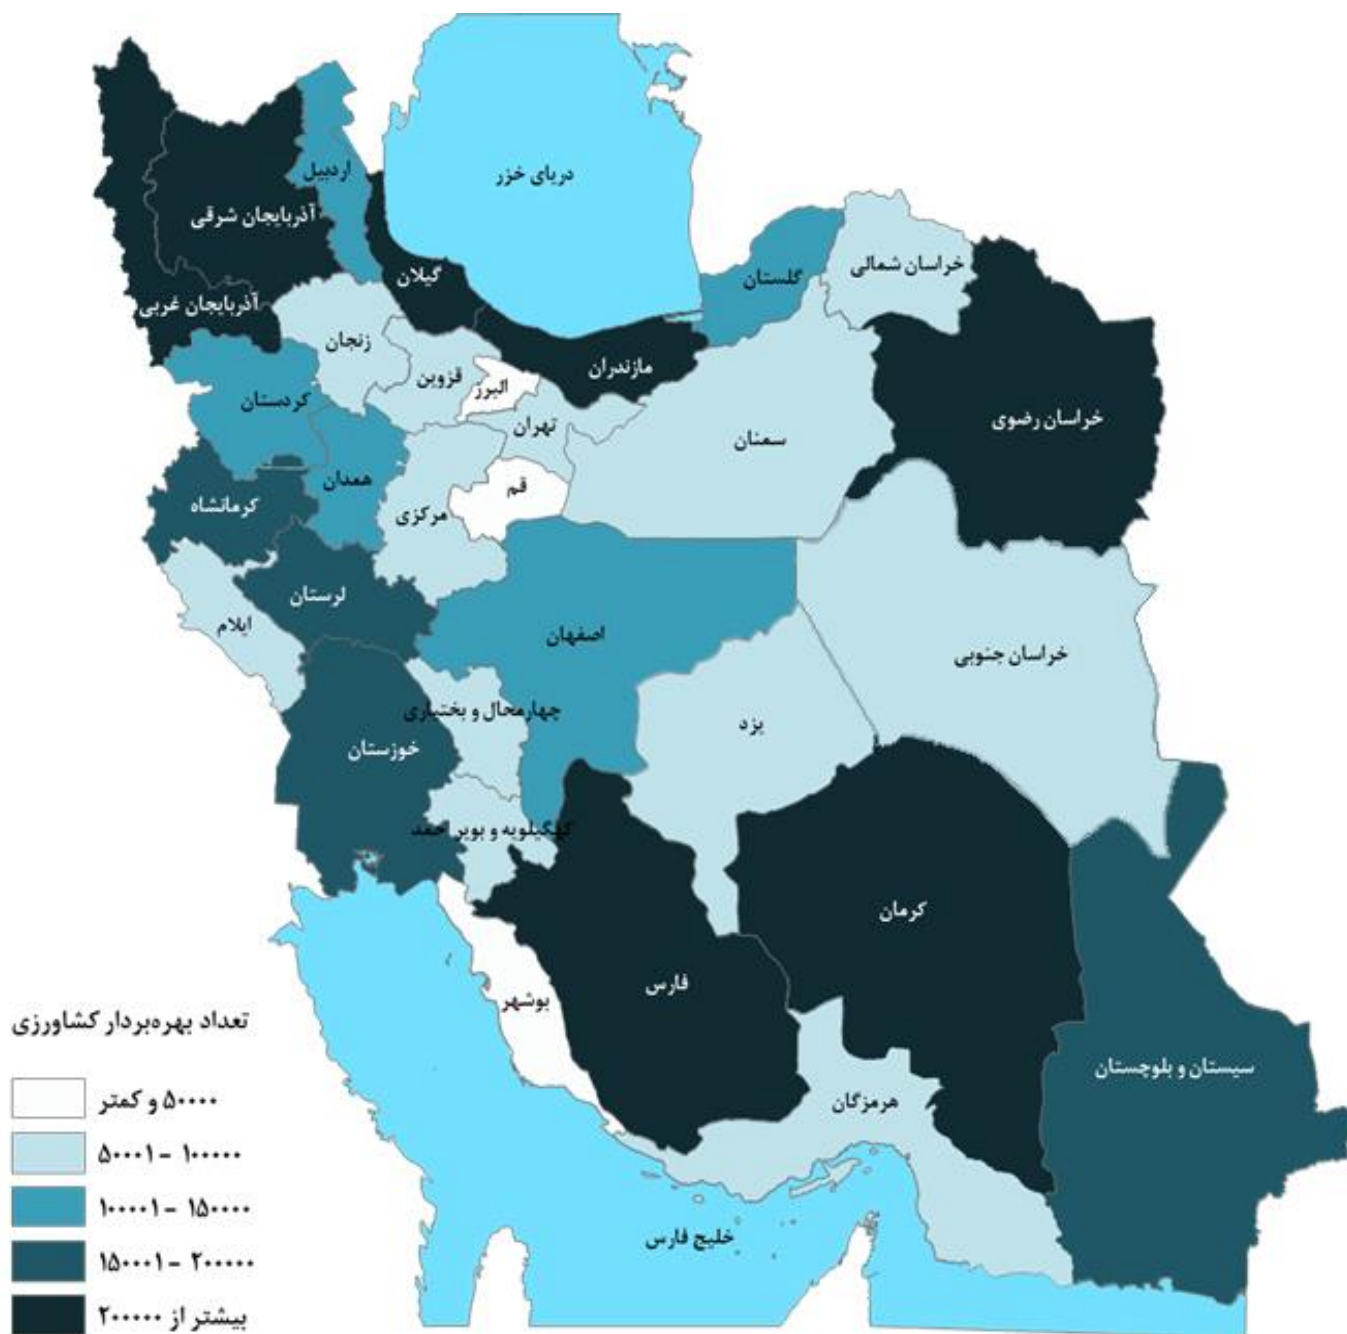 دریای خزر
اردبیل
آذربایجان شرقی
گیلان
گلستان
خراسان شمالی
آذربایجان غربی
زنجان
قزوین
البرز
مازندران
کردستان
تهران
سمنان
خراسان رضوی
همدان
قم
کرمانشاه
مرکزی
لرستان
ایلام
اصفهان
خراسان جنوبی
چهارمحال و بختیاری
یزد
خوزستان
کهگیلویه و بویر احمد
کرمان
فارس
بوشهر
سیستان و بلوچستان
هرمزگان
خلیج فارس
تعداد بهره‌بردار کشاورزی
۵۰۰۰۰ و کمتر
۵۰۰۰۱ - ۱۰۰۰۰۰
۱۰۰۰۰۱ - ۱۵۰۰۰۰
۱۵۰۰۰۱ - ۲۰۰۰۰۰
بیشتر از ۲۰۰۰۰۰